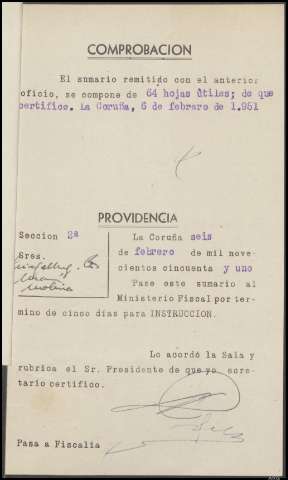 COMPROBACION
El sumario remitido con el anterior
oficio, se compone de 64 hojas útiles; de que
certifico. La Coruña, 6 de febrero de 1.951
PROVIDENCIA
Seccion 2ª
Sres.
Molina
La Coruña seis
de febrero de mil nove-
cientos cincuenta y uno
Pase este sumario al
Ministerio Fiscal por ter-
mino de cinco dias para INSTRUCCION.
Lo acordó la Sala y
rubrica el Sr. Presidente de que yo secre-
tario certifico.
Pasa a Fiscalia